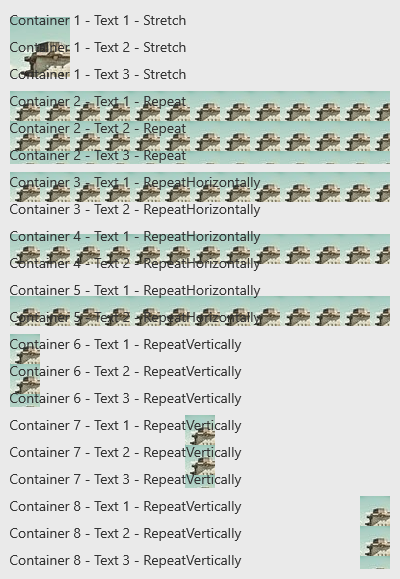 Container 1 - Text 1 - Stretch
Container 1 - Text 2 - Stretch
Container 1 - Text 3 - Stretch
Container 2 - Text 1 - Repeat
Container 2 - Text 2 - Repeat
Container 2 - Text 3 - Repeat
Container 3 - Text 1 - RepeatHorizontally
Container 3 - Text 2 - RepeatHorizontally
Container 4 - Text 1 - RepeatHorizontally
Container 4 - Text 2 - RepeatHorizontally
Container 5 - Text 1 - RepeatHorizontally
Container 5 - Text 2 - RepeatHorizontally
Container 6 - Text 1 - RepeatVertically
Container 6 - Text 2 - RepeatVertically
Container 6 - Text 3 - RepeatVertically
Container 7 - Text 1 - RepeatVertically
Container 7 - Text 2 - RepeatVertically
Container 7 - Text 3 - RepeatVertically
Container 8 - Text 1 - RepeatVertically
Container 8 - Text 2 - RepeatVertically
Container 8 - Text 3 - RepeatVertically